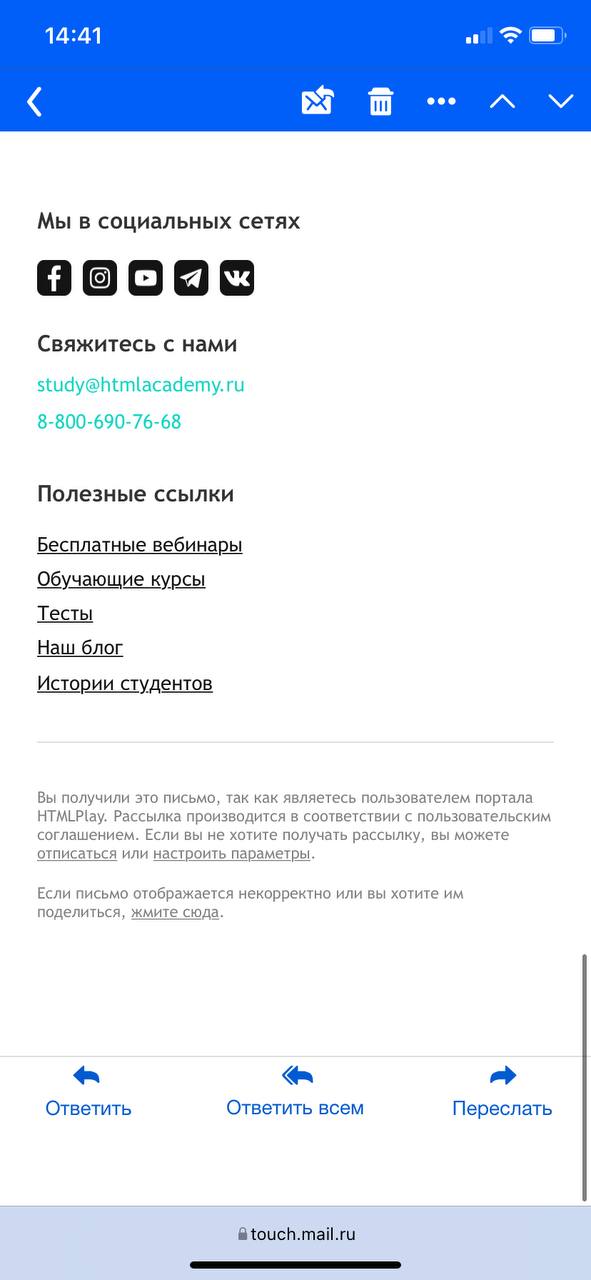 14:41
Мы в социальных сетях
Свяжитесь с нами
study@htmlacademy.ru
8-800-690-76-68
Полезные ссылки
Бесплатные вебинары
Обучающие курсы
Тесты
Наш блог
Истории студентов
Вы получили это письмо, так как являетесь пользователем портала
HTMLPlay. Рассылка производится в соответствии с пользовательским
соглашением. Если вы не хотите получать рассылку, вы можете
отписаться или настроить параметры.
Если письмо отображается некорректно или вы хотите им
поделиться, жмите сюда.
Ответить
Ответить всем
Переслать
touch.mail.ru